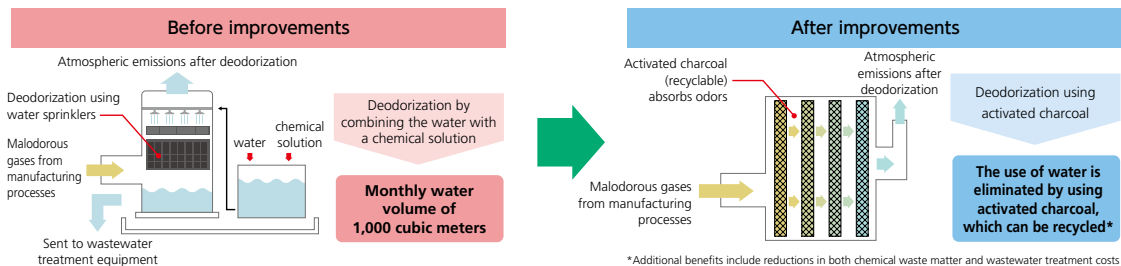 Before improvements
Atmospheric emissions after deodorization
Deodorization using
water sprinklers
Malodorous
gases from
manufacturing
processes
Sent to wastewater
treatment equipment
water
chemical
solution
Deodorization by
combining the water with
a chemical solution
Monthly water
volume of
1,000 cubic meters
After improvements
Activated charcoal
(recyclable)
absorbs odors
Atmospheric
emissions after
deodorization
Malodorous gases
from manufacturing
processes
Deodorization using
activated charcoal
The use of water is
eliminated by using
activated charcoal,
which can be recycled*
*Additional benefits include reductions in both chemical waste matter and wastewater treatment costs